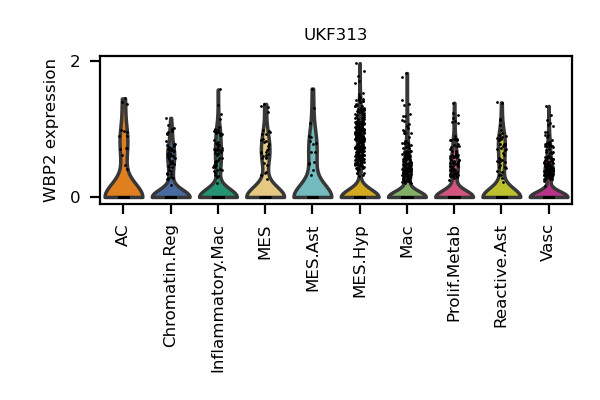 UKF313
WBP2 expression
2
0
AC
Chromatin.Reg
Inflammatory.Mac
MES
MES.Ast
MES.Hyp
Mac
Prolif.Metab
Reactive.Ast
Vasc